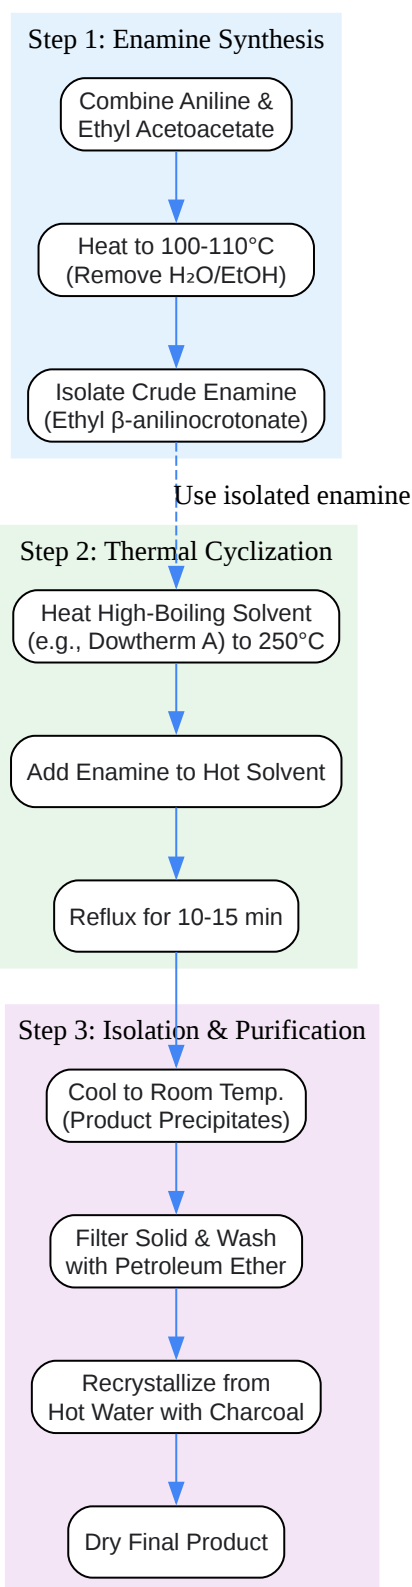 Step 1: Enamine Synthesis
Combine Aniline &
Ethyl Acetoacetate
Heat to 100-110°C
(Remove H₂O/EtOH)
Isolate Crude Enamine
(Ethyl β-anilinocrotonate)
Use isolated enamine
Step 2: Thermal Cyclization
Heat High-Boiling Solvent
(e.g., Dowtherm A) to 250°C
Add Enamine to Hot Solvent
Reflux for 10-15 min
Step 3: Isolation & Purification
Cool to Room Temp.
(Product Precipitates)
Filter Solid & Wash
with Petroleum Ether
Recrystallize from
Hot Water with Charcoal
Dry Final Product